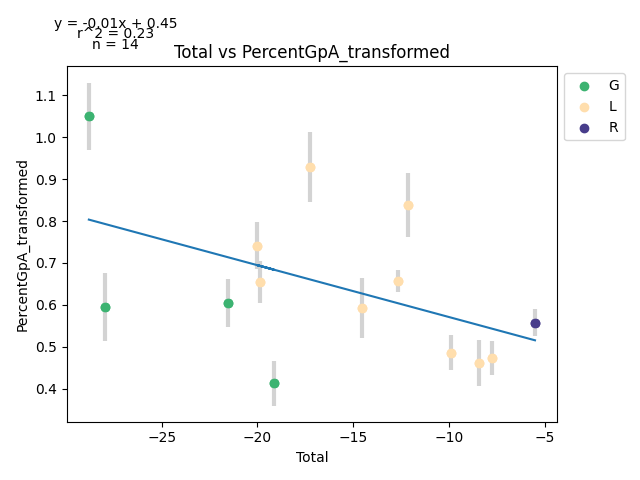 y = -0.01x + 0.45
r^2 = 0.23
n = 14
Total vs PercentGpA_transformed
G
L
R
PercentGpA_transformed
1.1
1.0
0.9
0.8
0.7
0.6
0.5
0.4
−25
−20
−15
−10
−5
Total